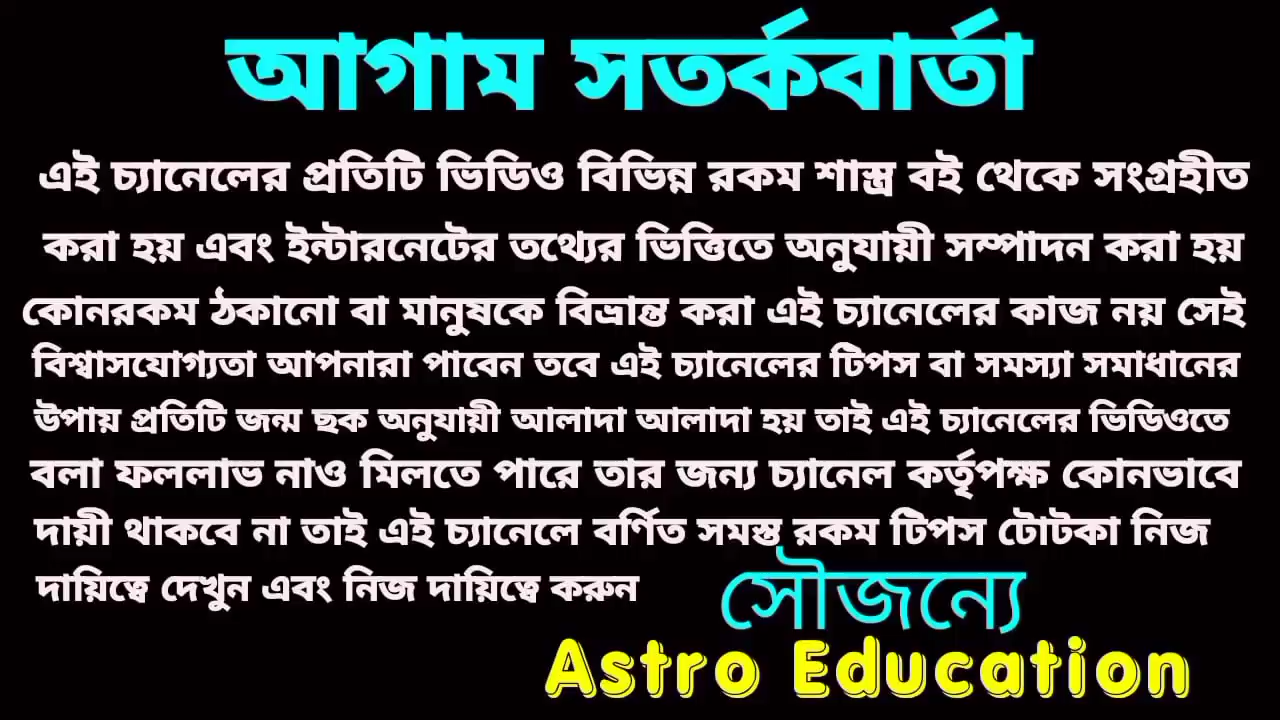 আগাম সতর্কবার্তা
এই চ্যানেলের প্রতিটি ভিডিও বিভিন্ন রকম শাস্ত্র বই থেকে সংগ্রহীত
করা হয় এবং ইন্টারনেটের তথ্যের ভিত্তিতে অনুযায়ী সম্পাদন করা হয়
কোনরকম ঠকানো বা মানুষকে বিভ্রান্ত করা এই চ্যানেলের কাজ নয় সেই
বিশ্বাসযোগ্যতা আপনারা পাবেন তবে এই চ্যানেলের টিপস বা সমস্যা সমাধানের
উপায় প্রতিটি জন্ম ছক অনুযায়ী আলাদা আলাদা হয় তাই এই চ্যানেলের ভিডিওতে
বলা ফললাভ নাও মিলতে পারে তার জন্য চ্যানেল কর্তৃপক্ষ কোনভাবে
দায়ী থাকবে না তাই এই চ্যানেলে বর্ণিত সমস্ত রকম টিপস টোটকা নিজ
দায়িত্বে দেখুন এবং নিজ দায়িত্বে করুন
সৌজন্যে
Astro Education